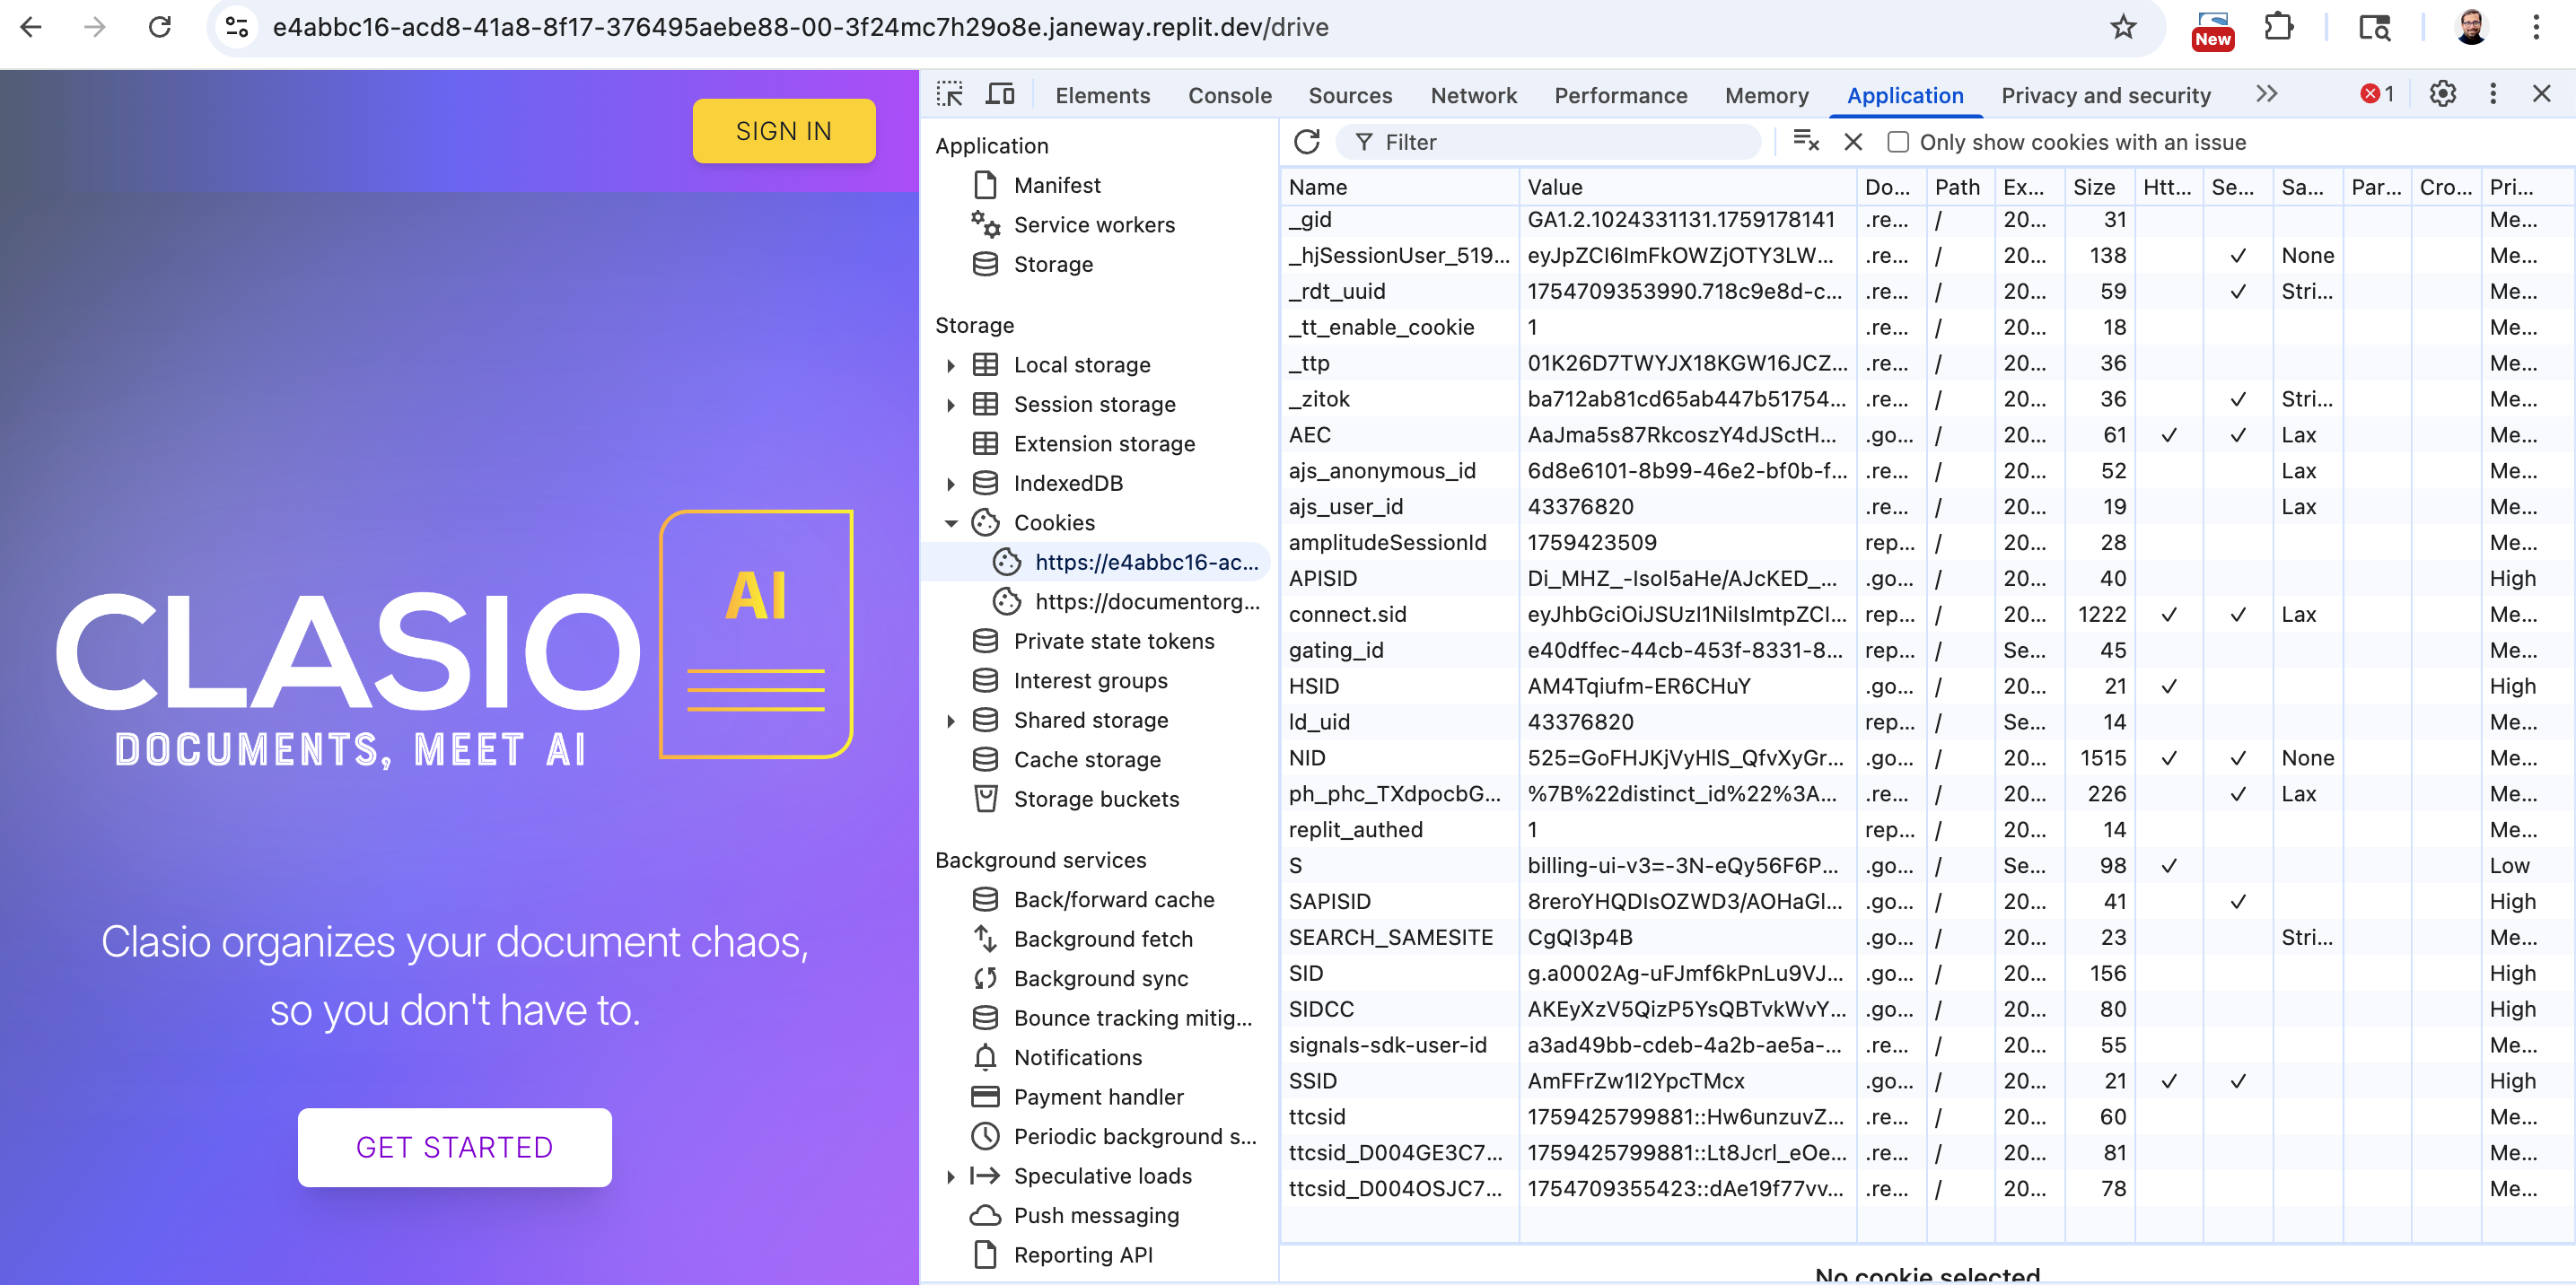 e4abbc16-acd8-41a8-8f17-376495aebe88-00-3f24mc7h29o8e.janeway.replit.dev/drive
New
SIGN IN
CLASIO
AI
DOCUMENTS, MEET AI
Clasio organizes your document chaos,
so you don't have to.
GET STARTED
Elements Console Sources Network Performance Memory Application Privacy and security 1
Application
Manifest
Service workers
Storage
Storage
Local storage
Session storage
Extension storage
IndexedDB
Cookies
https://e4abbc16-ac...
https://documentorg...
Private state tokens
Interest groups
Shared storage
Cache storage
Storage buckets
Background services
Back/forward cache
Background fetch
Background sync
Bounce tracking mitig...
Notifications
Payment handler
Periodic background s...
Speculative loads
Push messaging
Reporting API
Filter Only show cookies with an issue
Name Value Do... Path Ex... Size Htt... Se... Sa... Par... Cro... Pri...
_gid GA1.2.1024331131.1759178141 .re... / 20... 31 Me...
_hjSessionUser_519... eyJpZCI6ImFkOWZjOTY3LW... .re... / 20... 138 ✓ None Me...
_rdt_uuid 1754709353990.718c9e8d-c... .re... / 20... 59 ✓ Stri... Me...
_tt_enable_cookie 1 .re... / 20... 18 Me...
_ttp 01K26D7TWYJX18KGW16JCZ... .re... / 20... 36 Me...
_zitok ba712ab81cd65ab447b51754... .re... / 20... 36 ✓ Stri... Me...
AEC AaJma5s87RkcoszY4dJSctH... .go... / 20... 61 ✓ ✓ Lax Me...
ajs_anonymous_id 6d8e6101-8b99-46e2-bf0b-f... .re... / 20... 52 Lax Me...
ajs_user_id 43376820 .re... / 20... 19 Lax Me...
amplitudeSessionId 1759423509 rep... / 20... 28 Me...
APISID Di_MHZ_-IsoI5aHe/AJcKED_... .go... / 20... 40 High
connect.sid eyJhbGciOiJSUzI1NiIsImtpZCI... rep... / 20... 1222 ✓ ✓ Lax Me...
gating_id e40dffec-44cb-453f-8331-8... rep... / Se... 45 Me...
HSID AM4Tqiufm-ER6CHuY .go... / 20... 21 ✓ High
ld_uid 43376820 rep... / Se... 14 Me...
NID 525=GoFHJKjVyHlS_QfvXyGr... .go... / 20... 1515 ✓ ✓ None Me...
ph_phc_TXdpocbG... %7B%22distinct_id%22%3A... .re... / 20... 226 ✓ Lax Me...
replit_authed 1 rep... / 20... 14 Me...
S billing-ui-v3=-3N-eQy56F6P... .go... / Se... 98 ✓ Low
SAPISID 8reroYHQDIsOZWD3/AOHaGl... .go... / 20... 41 ✓ High
SEARCH_SAMESITE CgQI3p4B .go... / 20... 23 Stri... Me...
SID g.a0002Ag-uFJmf6kPnLu9VJ... .go... / 20... 156 High
SIDCC AKEyXzV5QizP5YsQBTvkWvY... .go... / 20... 80 High
signals-sdk-user-id a3ad49bb-cdeb-4a2b-ae5a-... .re... / 20... 55 Me...
SSID AmFFrZw1I2YpcTMcx .go... / 20... 21 ✓ ✓ High
ttcsid 1759425799881::Hw6unzuvZ... .re... / 20... 60 Me...
ttcsid_D004GE3C7... 1759425799881::Lt8Jcrl_eOe... .re... / 20... 81 Me...
ttcsid_D004OSJC7... 1754709355423::dAe19f77vv... .re... / 20... 78 Me...
No cookie selected